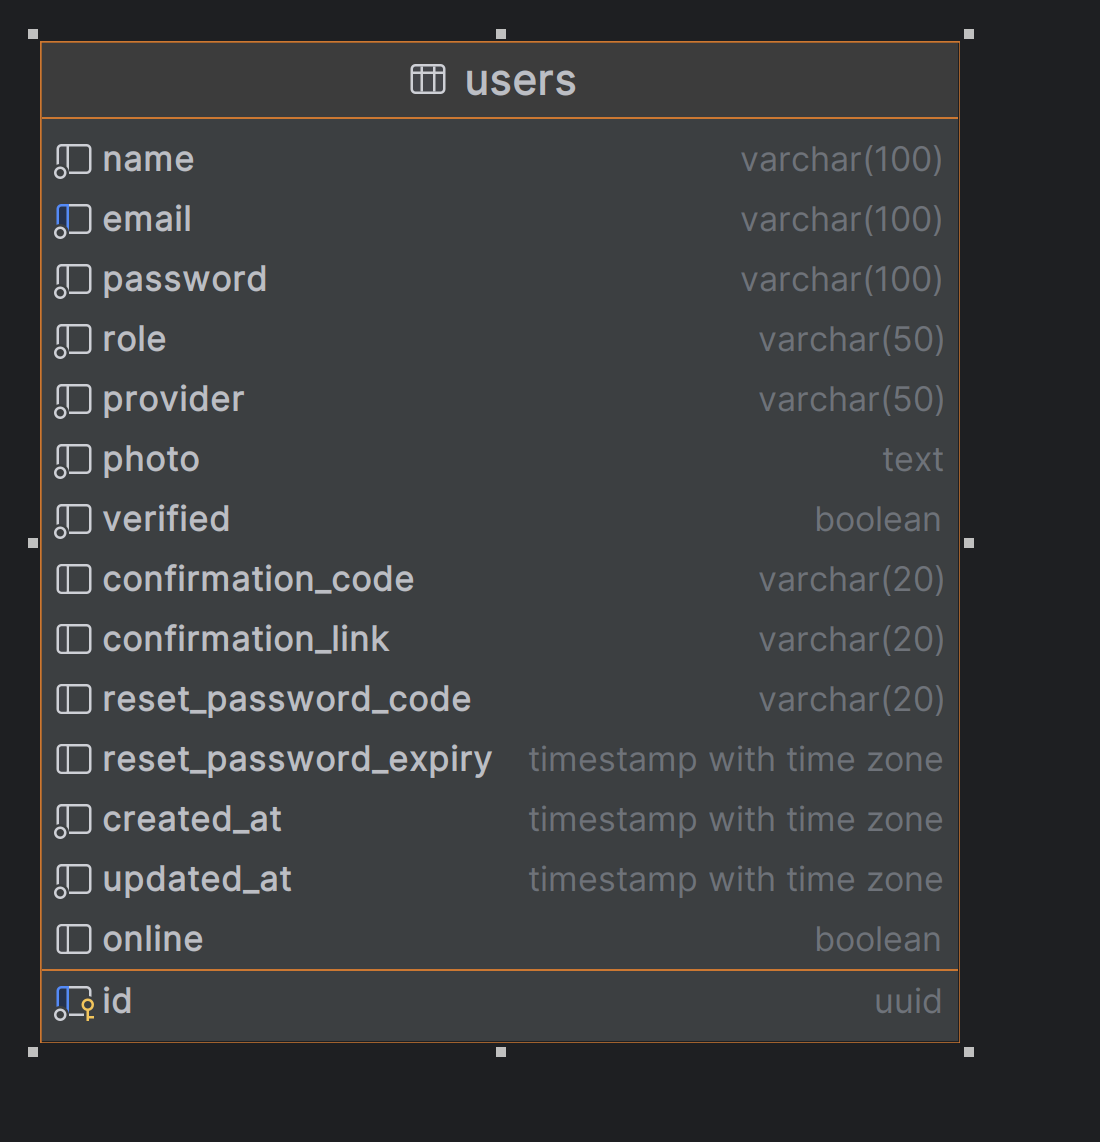 users
name varchar(100)
email varchar(100)
password varchar(100)
role varchar(50)
provider varchar(50)
photo text
verified boolean
confirmation_code varchar(20)
confirmation_link varchar(20)
reset_password_code varchar(20)
reset_password_expiry timestamp with time zone
created_at timestamp with time zone
updated_at timestamp with time zone
online boolean
id uuid